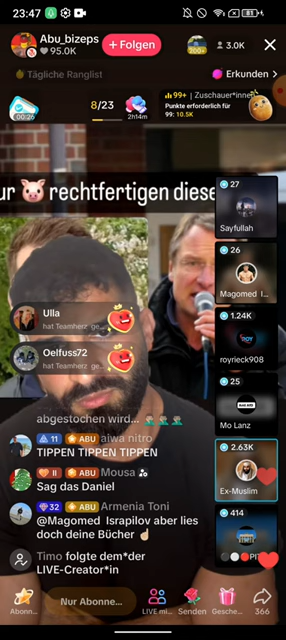 23:47
81
Abu_bizeps
95.0K
+ Folgen
200+
3.0K
Tägliche Ranglist
Erkunden >
00:26
8/23
2h14m
99+ | Zuschauer*innen
Punkte erforderlich für
99: 10.5K
ur 🐷 rechtfertigen diese
27
Sayfullah
26
Magomed I...
1.24K
royrieck908
25
Mo Lanz
2.63K
Ex-Muslim
414
Ulla
hat Teamherz ge...
Oelfuss72
hat Teamherz ge...
abgestochen wird...
11 ABU aiwa nitro
TIPPEN TIPPEN TIPPEN
II ABU Mousa
Sag das Daniel
32 ABU Armenia Toni
@Magomed Israpilov aber lies
doch deine Bücher ☝🏻
Timo folgte dem*der
LIVE-Creator*in
Abonn...
Nur Abonne...
LIVE mi...
Senden
Gesche...
366